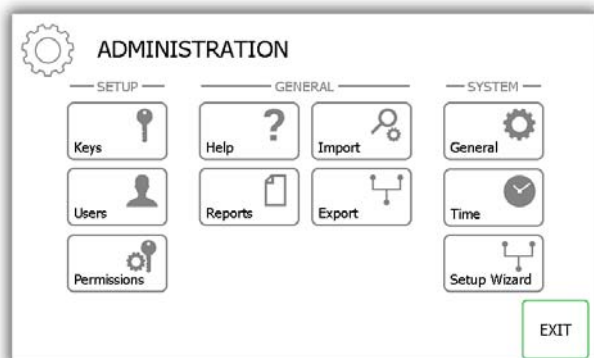 ADMINISTRATION
SETUP
GENERAL
SYSTEM
Keys
Help
Import
General
Users
Reports
Export
Time
Permissions
Setup Wizard
EXIT